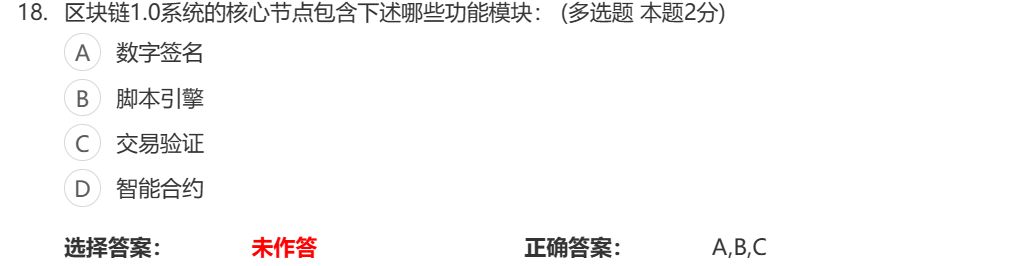 18. 区块链1.0系统的核心节点包含下述哪些功能模块： (多选题 本题2分)
A 数字签名
B 脚本引擎
C 交易验证
D 智能合约
选择答案： 未作答 正确答案： A,B,C